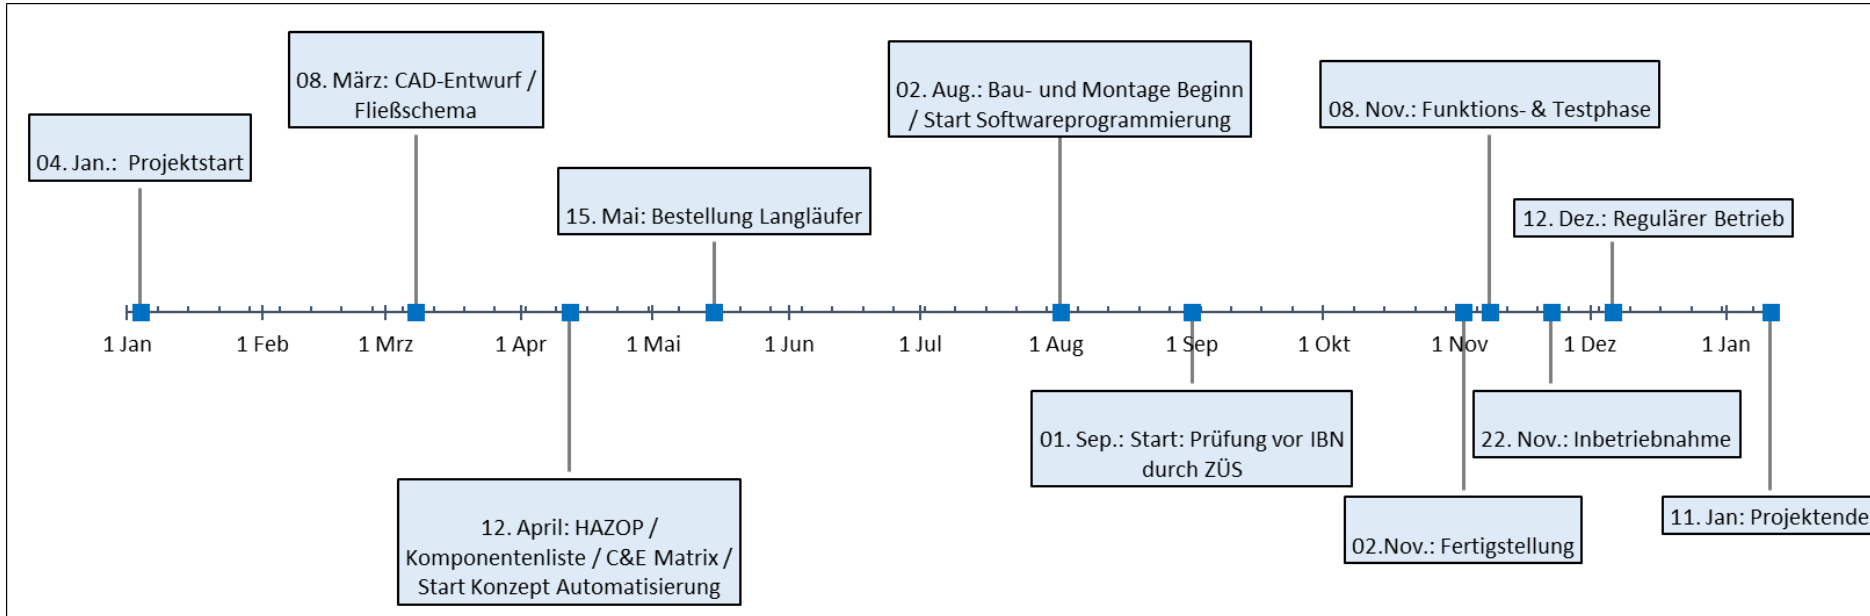 04. Jan.: Projektstart
08. März: CAD-Entwurf /
Fließschema
15. Mai: Bestellung Langläufer
02. Aug.: Bau- und Montage Beginn
/ Start Softwareprogrammierung
08. Nov.: Funktions- & Testphase
12. Dez.: Regulärer Betrieb
1 Jan
1 Feb
1 Mrz
1 Apr
1 Mai
1 Jun
1 Jul
1 Aug
1 Sep
1 Okt
1 Nov
1 Dez
1 Jan
12. April: HAZOP /
Komponentenliste / C&E Matrix /
Start Konzept Automatisierung
01. Sep.: Start: Prüfung vor IBN
durch ZÜS
02.Nov.: Fertigstellung
22. Nov.: Inbetriebnahme
11. Jan: Projektende